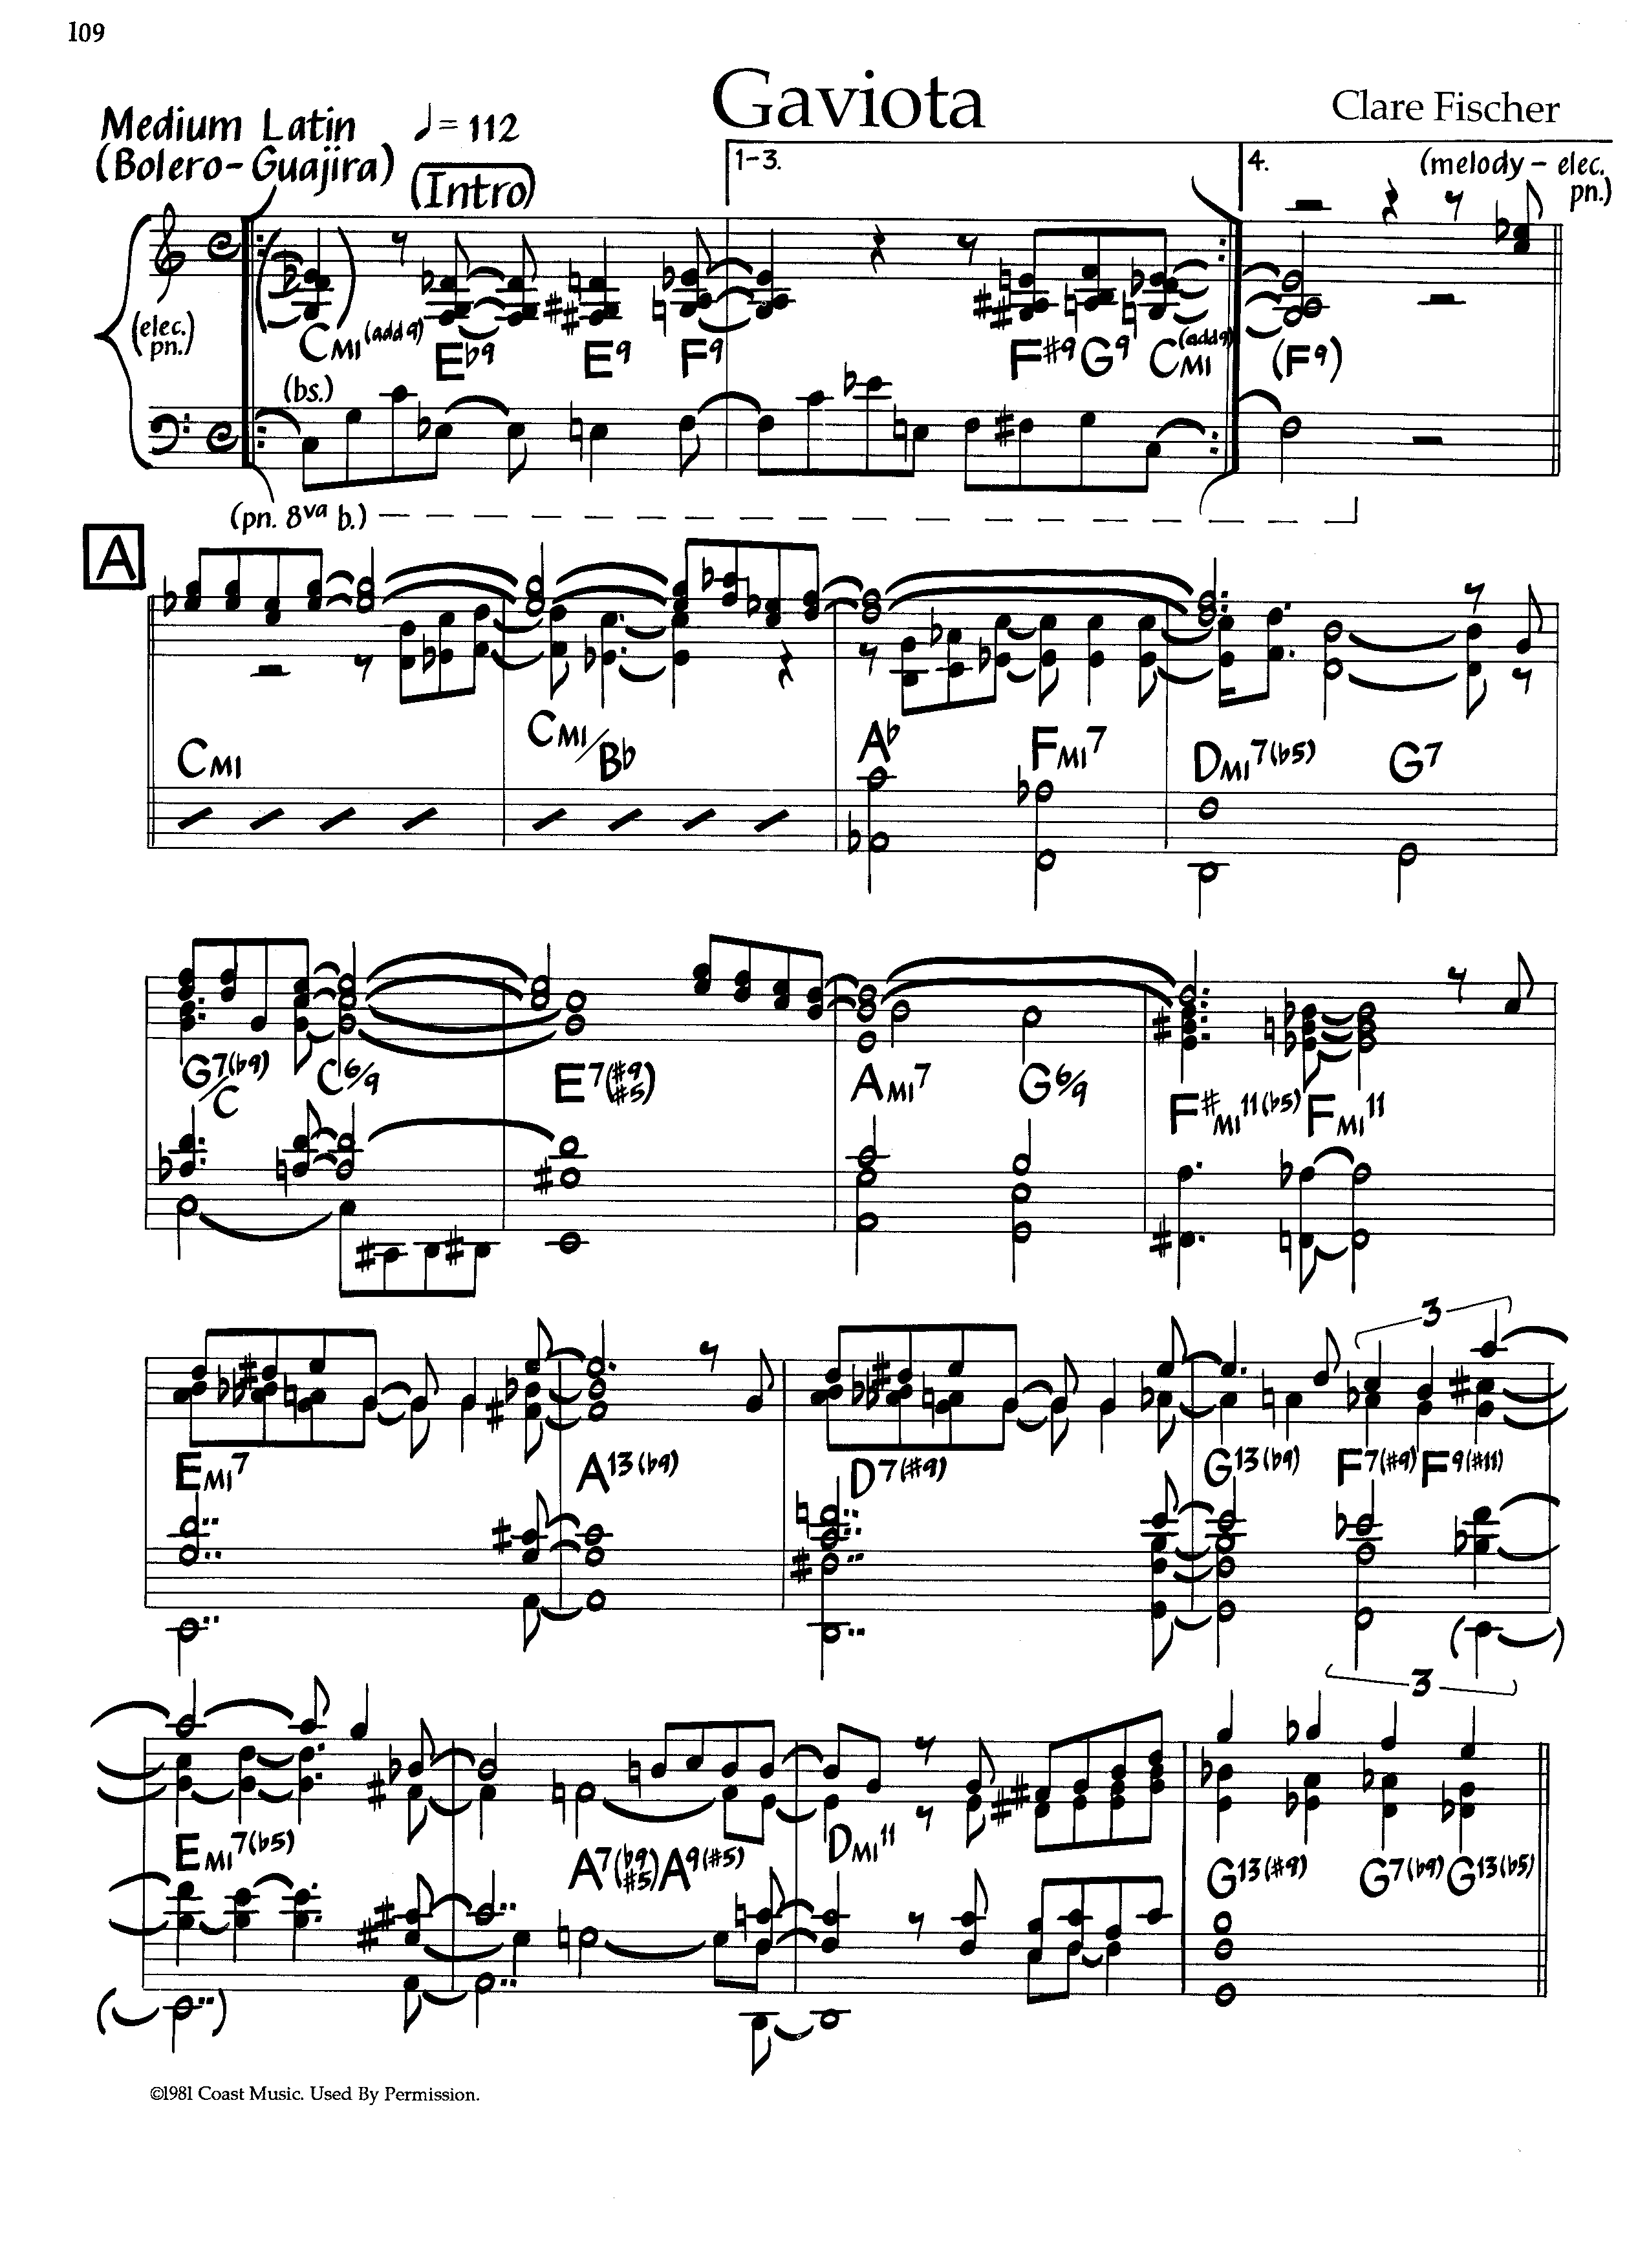 109
Gaviota
Clare Fischer
Medium Latin ♩= 112
(Bolero-Guajira)
(Intro)
1-3.
4.
(melody - elec. pn.)
(elec. pn.)
CMI(add9) E♭9 E9 F9 F#9 G9 CMI(add9) (F9)
(bs.)
(pn. 8va b.)
A
CMI CMI/B♭ A♭ FMI7 DMI7(♭5) G7
G7(♭9)/C C6/9 E7(#9 #5) AMI7 G6/9 F#MI11(♭5) FMI11
3
EMI7 A13(♭9) D7(#9) G13(♭9) F7(#9) F9(#11)
3
EMI7(♭5) A7(♭9 #5) A9(#5) DMI11 G13(#9) G7(♭9) G13(♭5)
©1981 Coast Music. Used By Permission.